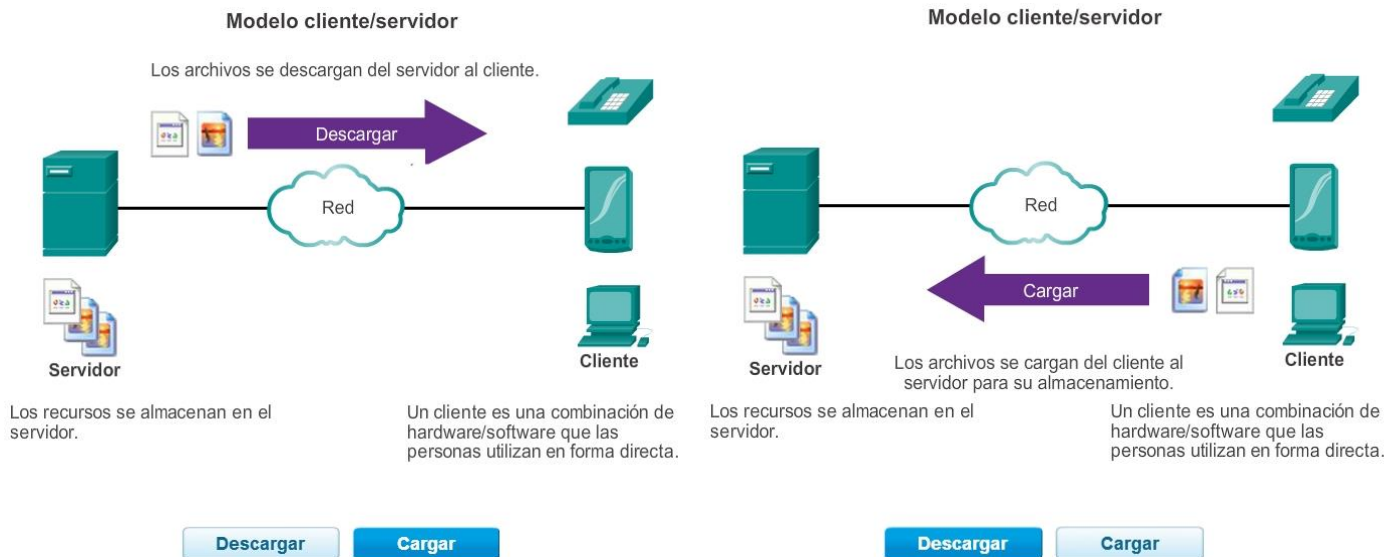 Modelo cliente/servidor
Los archivos se descargan del servidor al cliente.
Descargar
Red
Servidor
Cliente
Los recursos se almacenan en el
servidor.
Un cliente es una combinación de
hardware/software que las
personas utilizan en forma directa.
Descargar
Cargar
Modelo cliente/servidor
Red
Cargar
Servidor
Los archivos se cargan del cliente al
servidor para su almacenamiento.
Cliente
Los recursos se almacenan en el
servidor.
Un cliente es una combinación de
hardware/software que las
personas utilizan en forma directa.
Descargar
Cargar